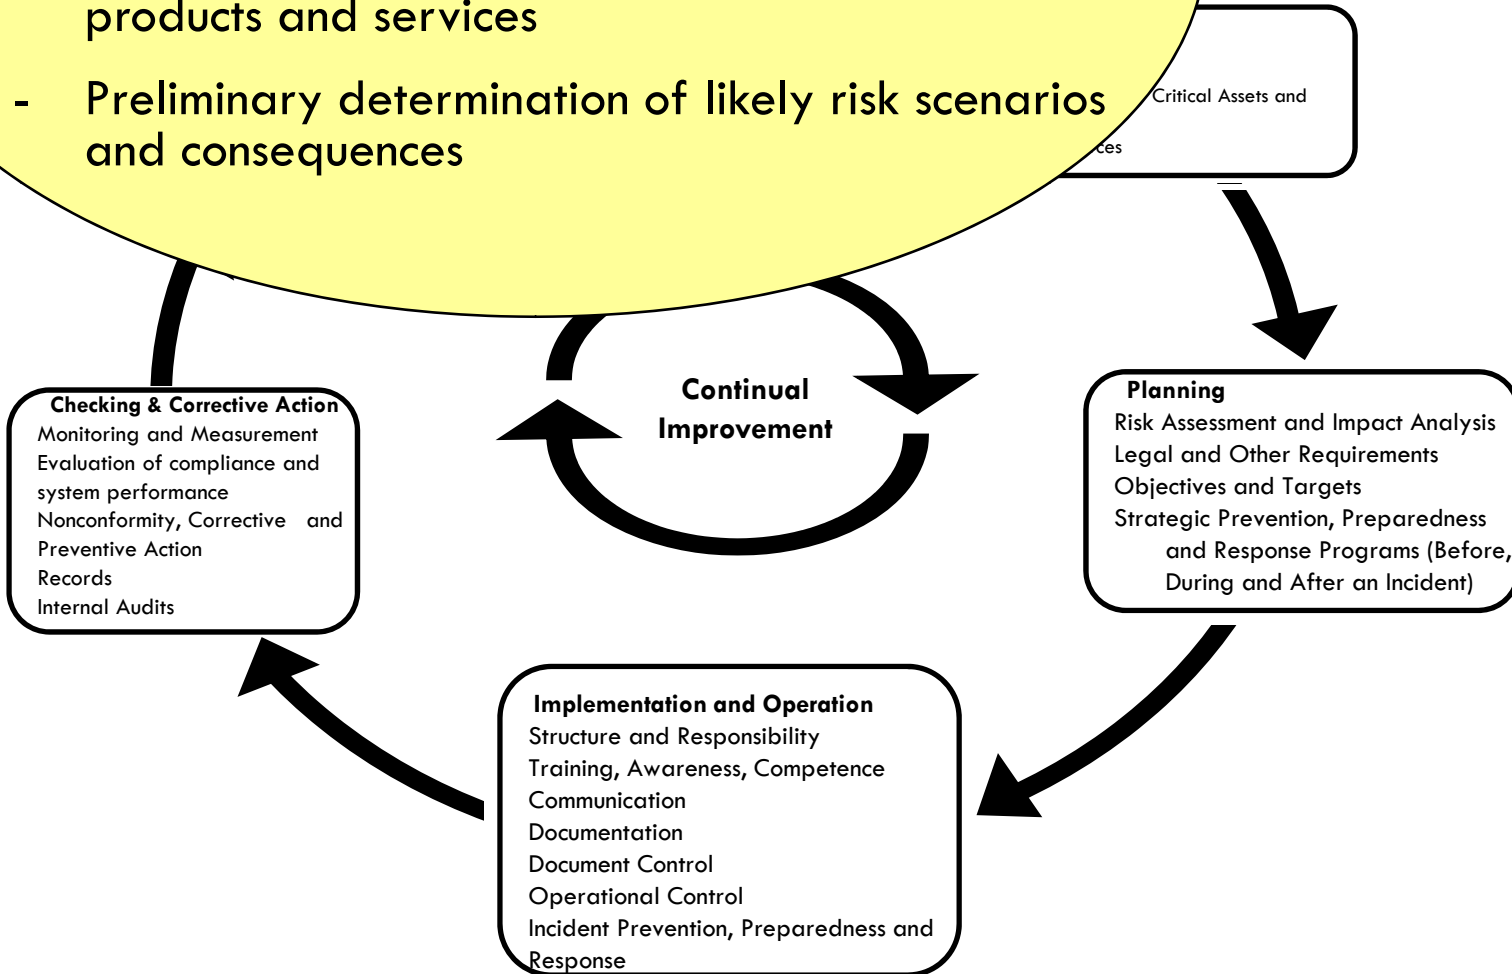 products and services
- Preliminary determination of likely risk scenarios
and consequences
Critical Assets and
Continual
Improvement
Checking & Corrective Action
Monitoring and Measurement
Evaluation of compliance and
system performance
Nonconformity, Corrective and
Preventive Action
Records
Internal Audits
Planning
Risk Assessment and Impact Analysis
Legal and Other Requirements
Objectives and Targets
Strategic Prevention, Preparedness
and Response Programs (Before,
During and After an Incident)
Implementation and Operation
Structure and Responsibility
Training, Awareness, Competence
Communication
Documentation
Document Control
Operational Control
Incident Prevention, Preparedness and
Response